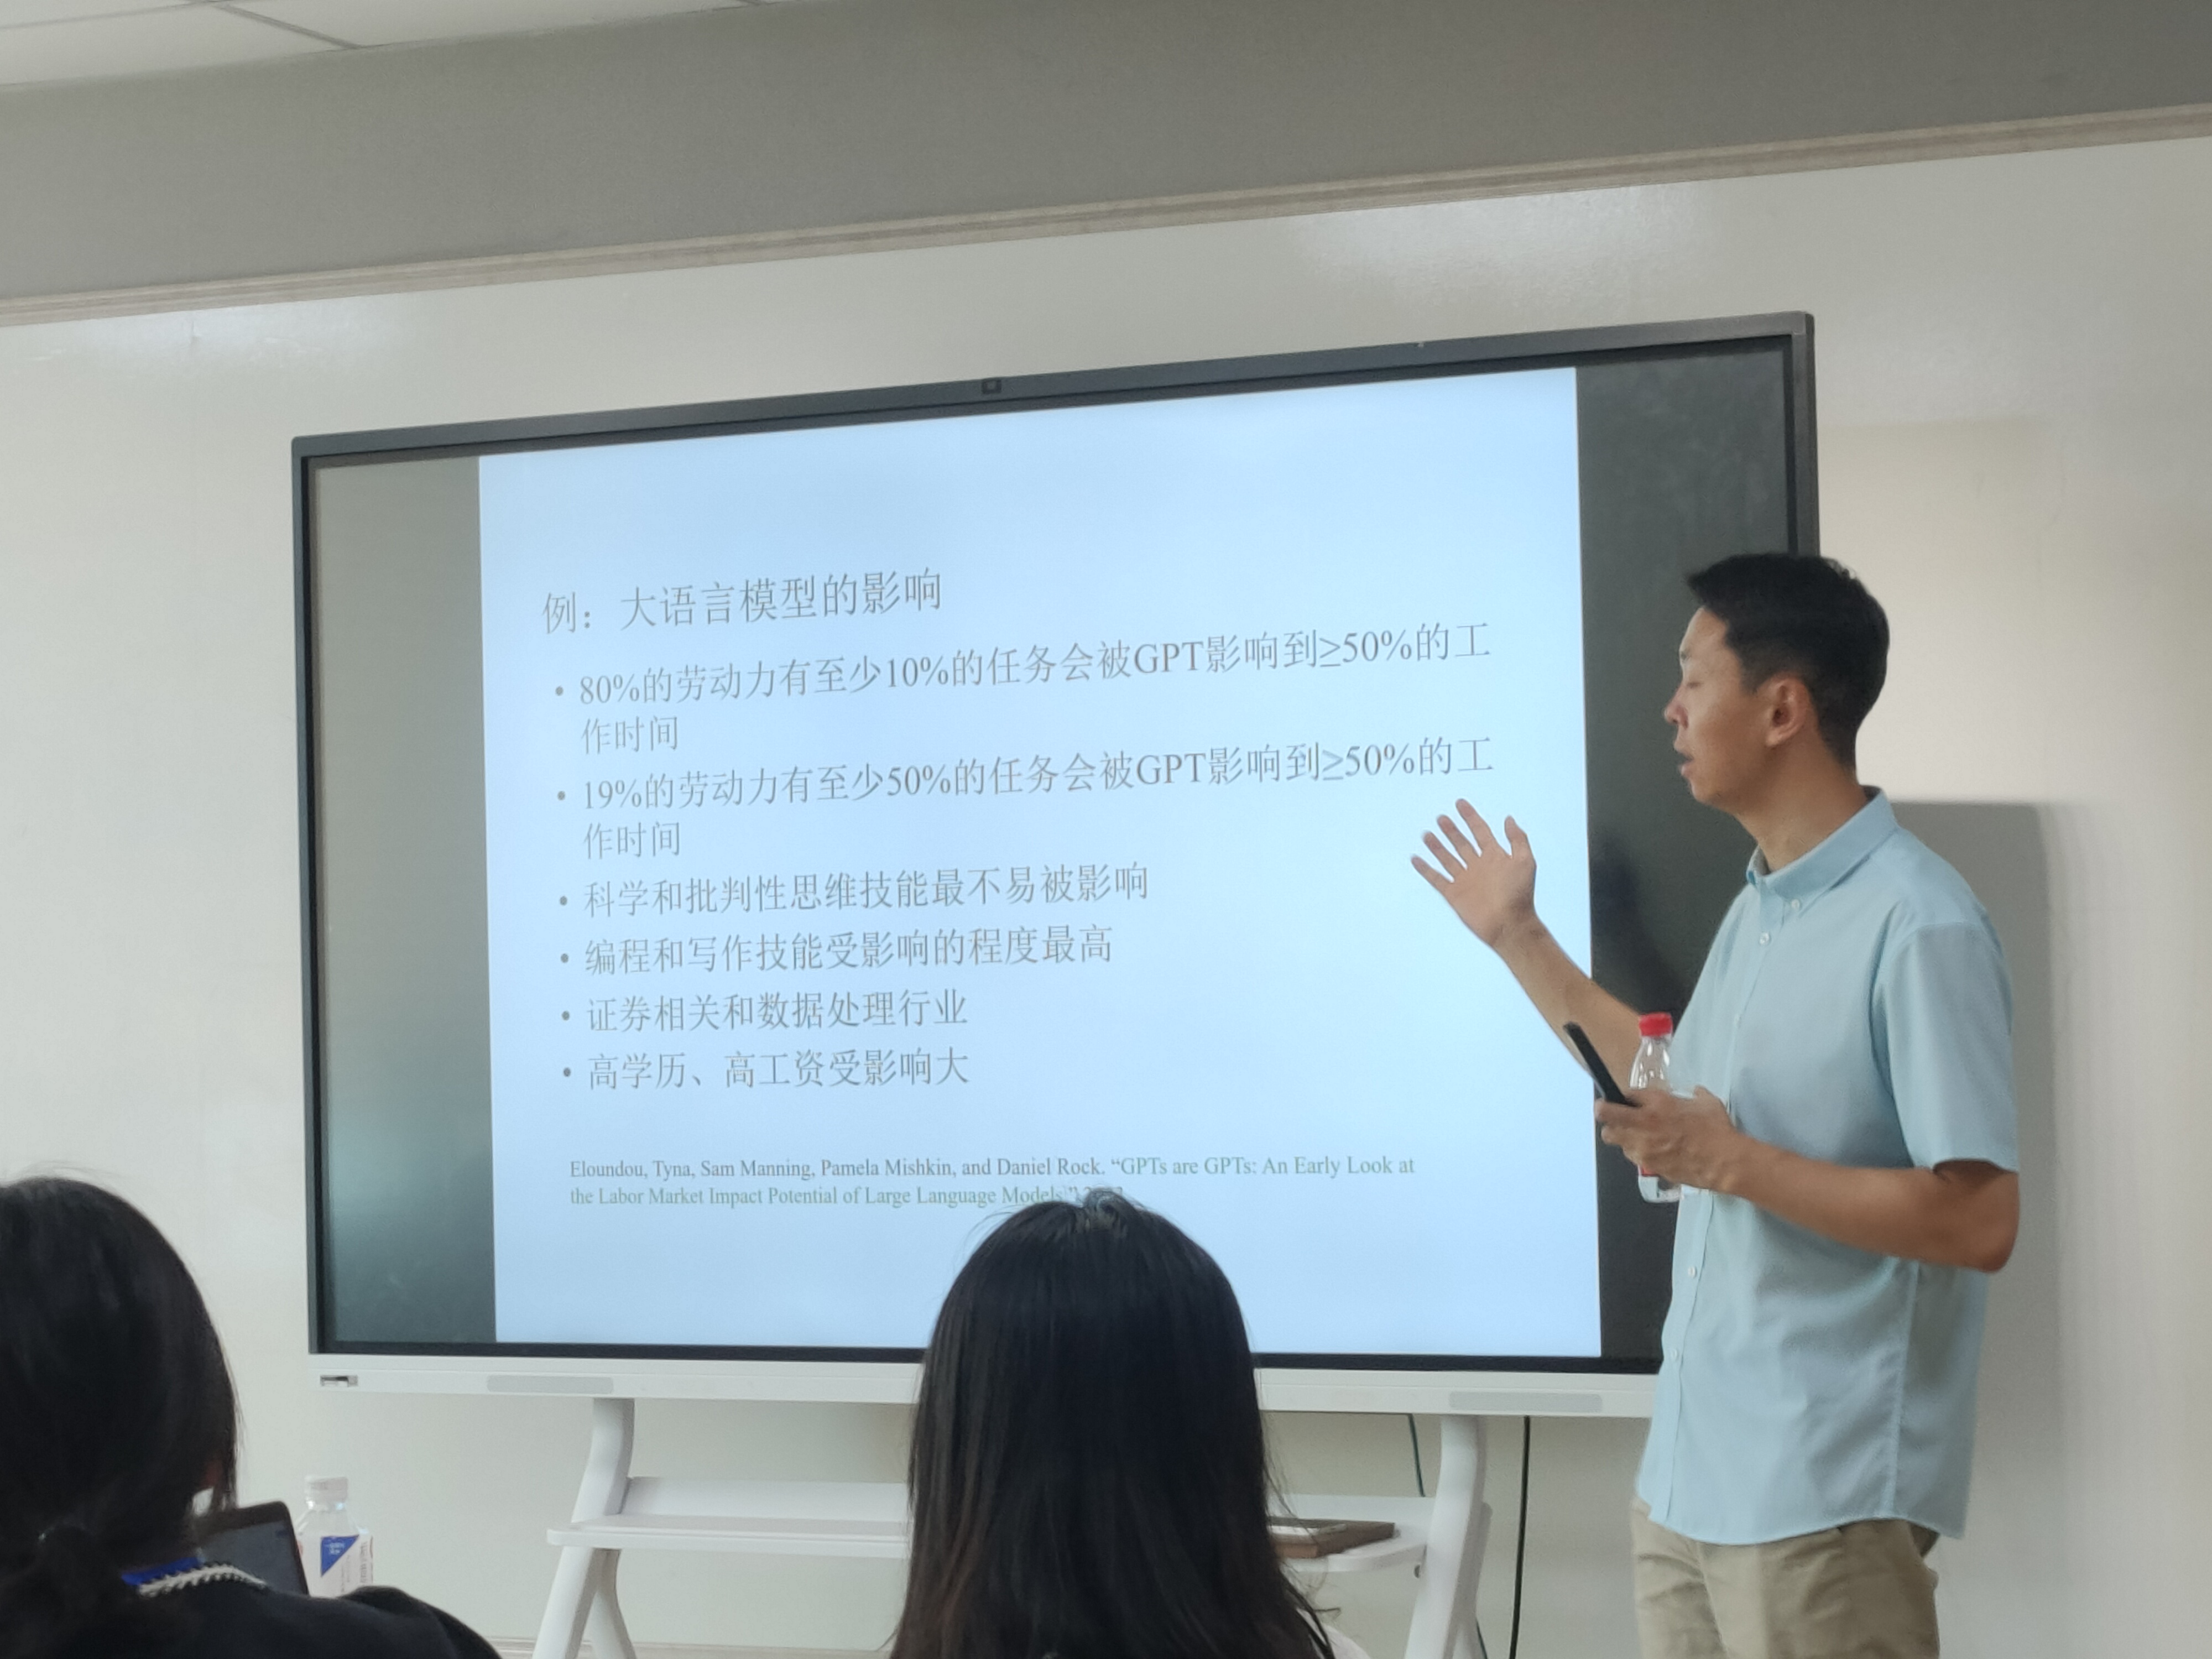 例：大语言模型的影响
• 80%的劳动力有至少10%的任务会被GPT影响到≥50%的工
作时间
• 19%的劳动力有至少50%的任务会被GPT影响到≥50%的工
作时间
• 科学和批判性思维技能最不易被影响
• 编程和写作技能受影响的程度最高
• 证券相关和数据处理行业
• 高学历、高工资受影响大
Eloundou, Tyna, Sam Manning, Pamela Mishkin, and Daniel Rock. “GPTs are GPTs: An Early Look at
the Labor Market Impact Potential of Large Language Models”